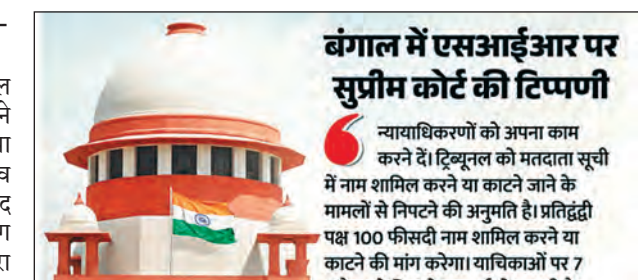 ल
ने
ा
व
द
ग
रा
बंगाल में एसआईआर पर
सुप्रीम कोर्ट की टिप्पणी
न्यायाधिकरणों को अपना काम
करने दें। ट्रिब्यूनल को मतदाता सूची
में नाम शामिल करने या काटने जाने के
मामलों से निपटने की अनुमति है। प्रतिद्वंद्वी
पक्ष 100 फीसदी नाम शामिल करने या
काटने की मांग करेगा। याचिकाओं पर 7